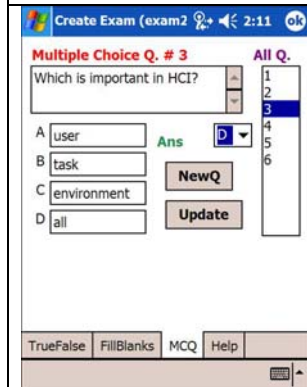 Create Exam (exam2 2:11 ok
Multiple Choice Q. # 3 All Q.
Which is important in HCI?
1
2
3
4
5
6
A user
Ans D
B task
NewQ
C environment
Update
D all
TrueFalse FillBlanks MCQ Help